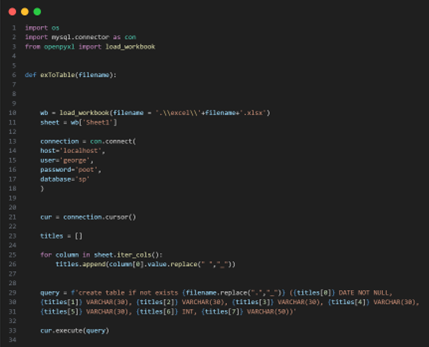 1 import os
2 import mysql.connector as con
3 from openpyxl import load_workbook
4
5
6 def exToTable(filename):
7
8
9
10 wb = load_workbook(filename = '.\\excel\\'+filename+'.xlsx')
11 sheet = wb['Sheet1']
12
13 connection = con.connect(
14 host='localhost',
15 user='george',
16 password='poot',
17 database='sp'
18 )
19
20
21 cur = connection.cursor()
22
23 titles = []
24
25 for column in sheet.iter_cols():
26 titles.append(column[0].value.replace(" ","_"))
27
28
29 query = f'create table if not exists {filename.replace("-","_")} ({titles[0]} DATE NOT NULL,
30 {titles[1]} VARCHAR(30), {titles[2]} VARCHAR(30), {titles[3]} VARCHAR(30), {titles[4]} VARCHAR(30),
31 {titles[5]} VARCHAR(30), {titles[6]} INT, {titles[7]} VARCHAR(50))'
32
33 cur.execute(query)
34